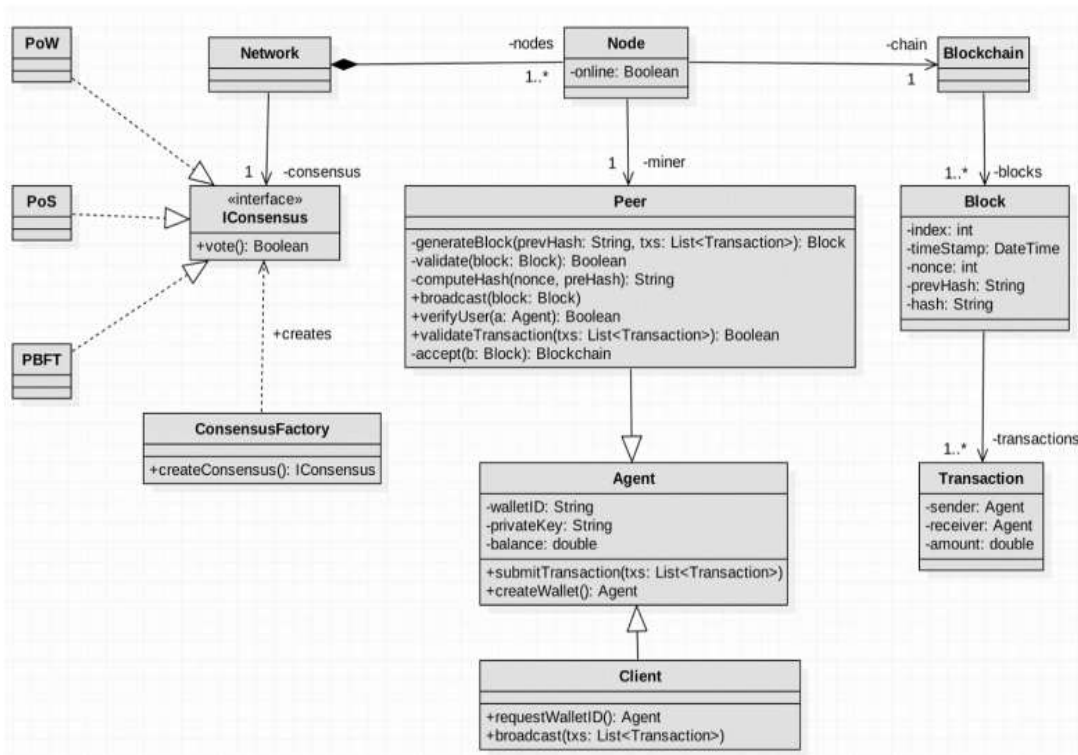 PoW
Network
-nodes
1..*
Node
-online: Boolean
-chain
1
Blockchain
1
-consensus
1
-miner
1..*
-blocks
PoS
«interface»
IConsensus
+vote(): Boolean
Peer
-generateBlock(prevHash: String, txs: List<Transaction>): Block
-validate(block: Block): Boolean
-computeHash(nonce, preHash): String
+broadcast(block: Block)
+verifyUser(a: Agent): Boolean
+validateTransaction(txs: List<Transaction>): Boolean
-accept(b: Block): Blockchain
Block
-index: int
-timeStamp: DateTime
-nonce: int
-prevHash: String
-hash: String
+creates
PBFT
ConsensusFactory
+createConsensus(): IConsensus
1..*
-transactions
Agent
-walletID: String
-privateKey: String
-balance: double
+submitTransaction(txs: List<Transaction>)
+createWallet(): Agent
Transaction
-sender: Agent
-receiver: Agent
-amount: double
Client
+requestWalletID(): Agent
+broadcast(txs: List<Transaction>)